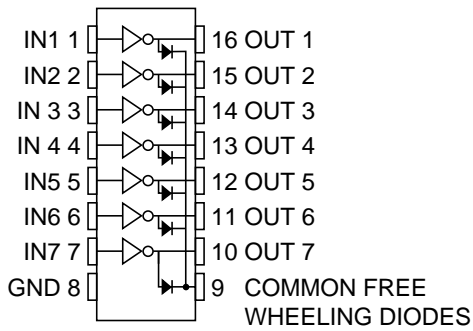 IN1 1 16 OUT 1
IN2 2 15 OUT 2
IN 3 3 14 OUT 3
IN 4 4 13 OUT 4
IN5 5 12 OUT 5
IN6 6 11 OUT 6
IN7 7 10 OUT 7
GND 8 9 COMMON FREE
WHEELING DIODES